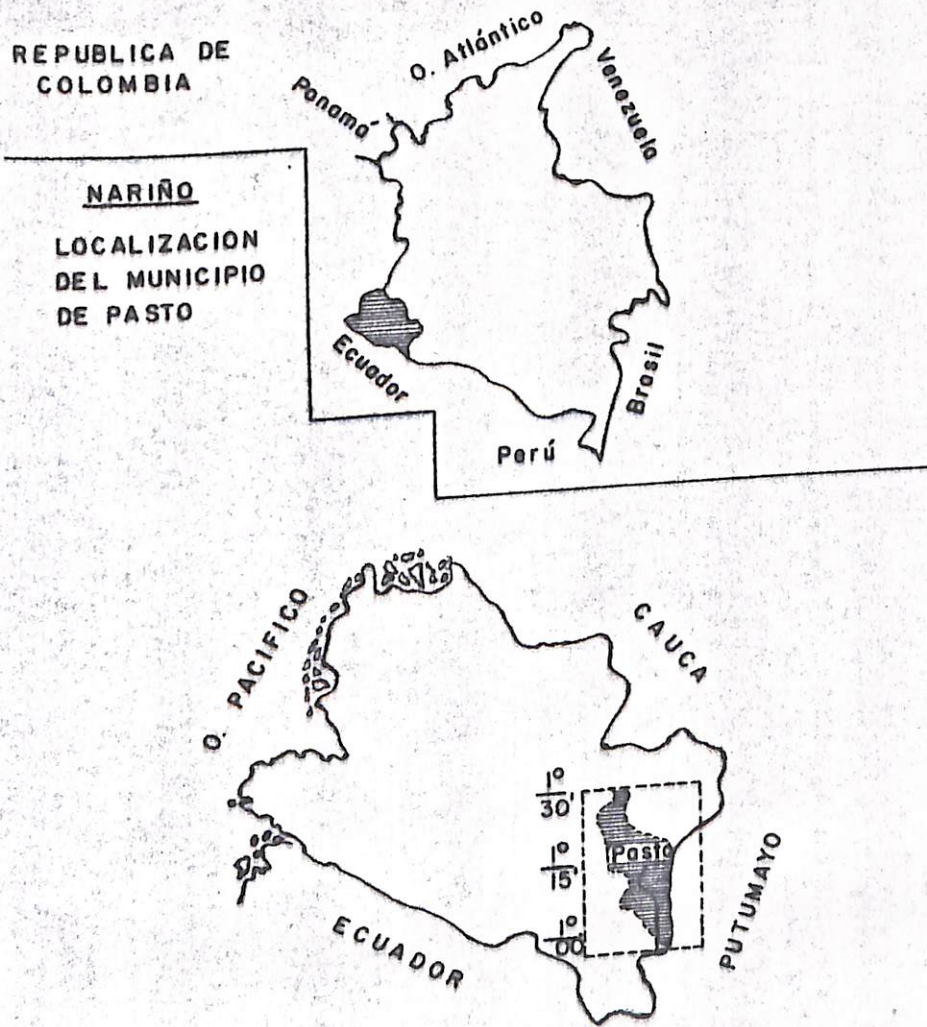 REPUBLICA DE
COLOMBIA
O. Atlántico
Panamá
Venezuela
NARIÑO
LOCALIZACION
DEL MUNICIPIO
DE PASTO
Ecuador
Brasil
Perú
O. PACIFICO
CAUCA
1°
30'
Pasto
1°
15'
1°
00
PUTUMAYO
ECUADOR